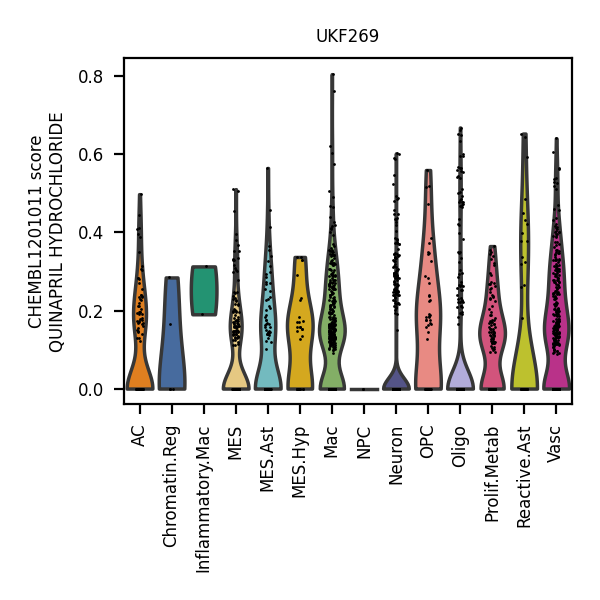 UKF269
CHEMBL1201011 score
QUINAPRIL HYDROCHLORIDE
0.8
0.6
0.4
0.2
0.0
AC
Chromatin.Reg
Inflammatory.Mac
MES
MES.Ast
MES.Hyp
Mac
NPC
Neuron
OPC
Oligo
Prolif.Metab
Reactive.Ast
Vasc